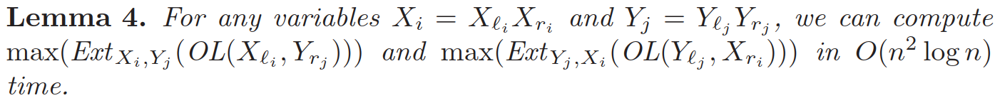 Lemma 4. For any variables $X_i = X_{\ell_i} X_{r_i}$ and $Y_j = Y_{\ell_j} Y_{r_j}$, we can compute
$\max(Ext_{X_i,Y_j}(OL(X_{\ell_i}, Y_{r_j})))$ and $\max(Ext_{Y_j,X_i}(OL(Y_{\ell_j}, X_{r_i})))$ in $O(n^2 \log n)$
time.